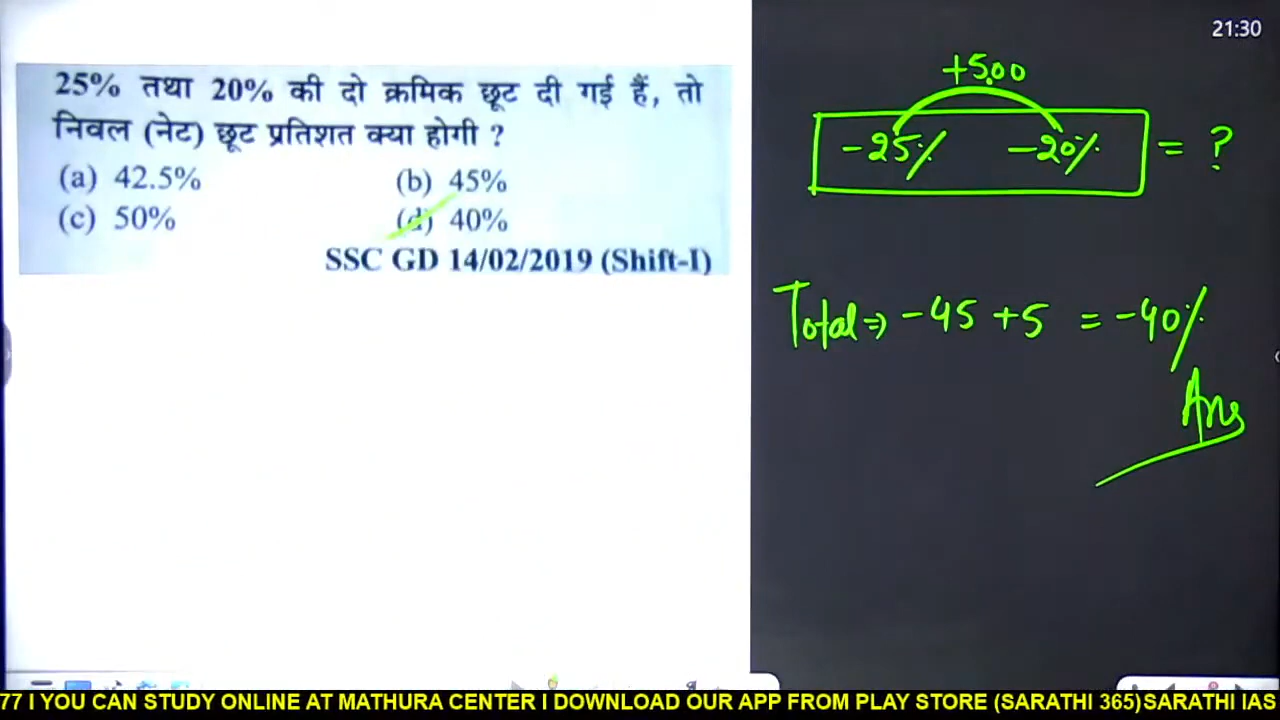 21:30
25% तथा 20% की दो क्रमिक छूट दी गई हैं, तो
निवल (नेट) छूट प्रतिशत क्या होगी ?
(a) 42.5% (b) 45%
(c) 50% (d) 40%
SSC GD 14/02/2019 (Shift-I)
+5.00
-25% -20% = ?
Total ⇒ -45 +5 = -40%
Ans
77 I YOU CAN STUDY ONLINE AT MATHURA CENTER I DOWNLOAD OUR APP FROM PLAY STORE (SARATHI 365) SARATHI IAS